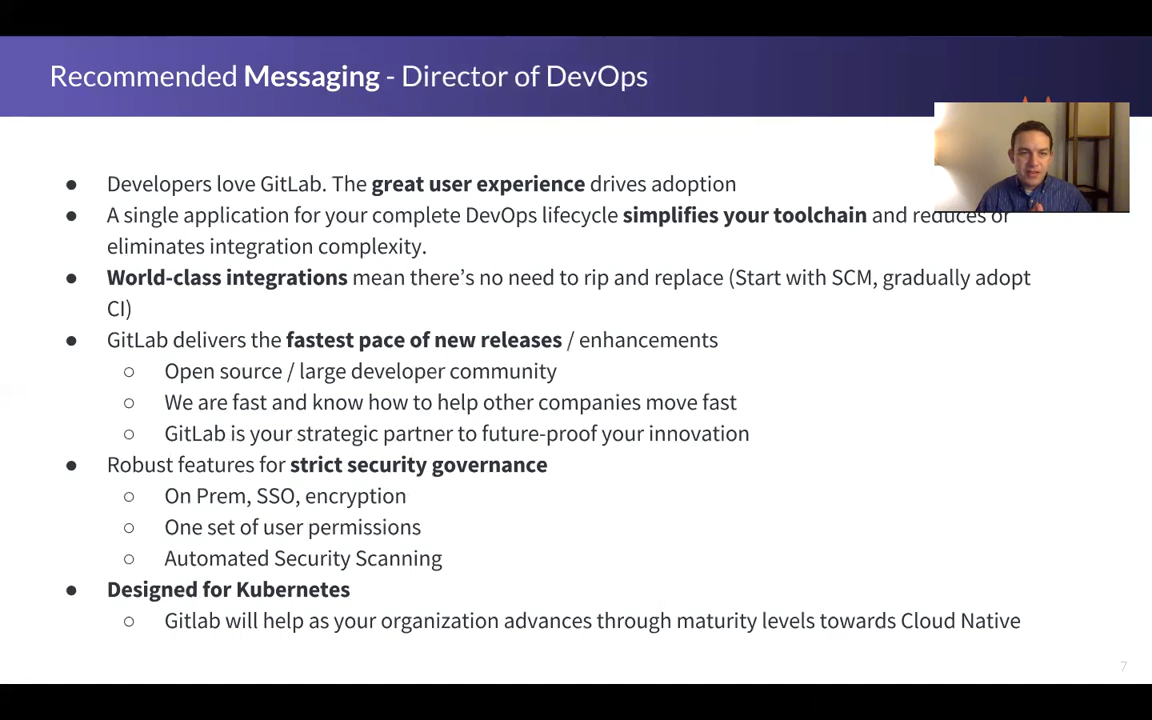 Recommended Messaging - Director of DevOps
● Developers love GitLab. The great user experience drives adoption
● A single application for your complete DevOps lifecycle simplifies your toolchain and reduces or
eliminates integration complexity.
● World-class integrations mean there's no need to rip and replace (Start with SCM, gradually adopt
CI)
● GitLab delivers the fastest pace of new releases / enhancements
○ Open source / large developer community
○ We are fast and know how to help other companies move fast
○ GitLab is your strategic partner to future-proof your innovation
● Robust features for strict security governance
○ On Prem, SSO, encryption
○ One set of user permissions
○ Automated Security Scanning
● Designed for Kubernetes
○ Gitlab will help as your organization advances through maturity levels towards Cloud Native
7